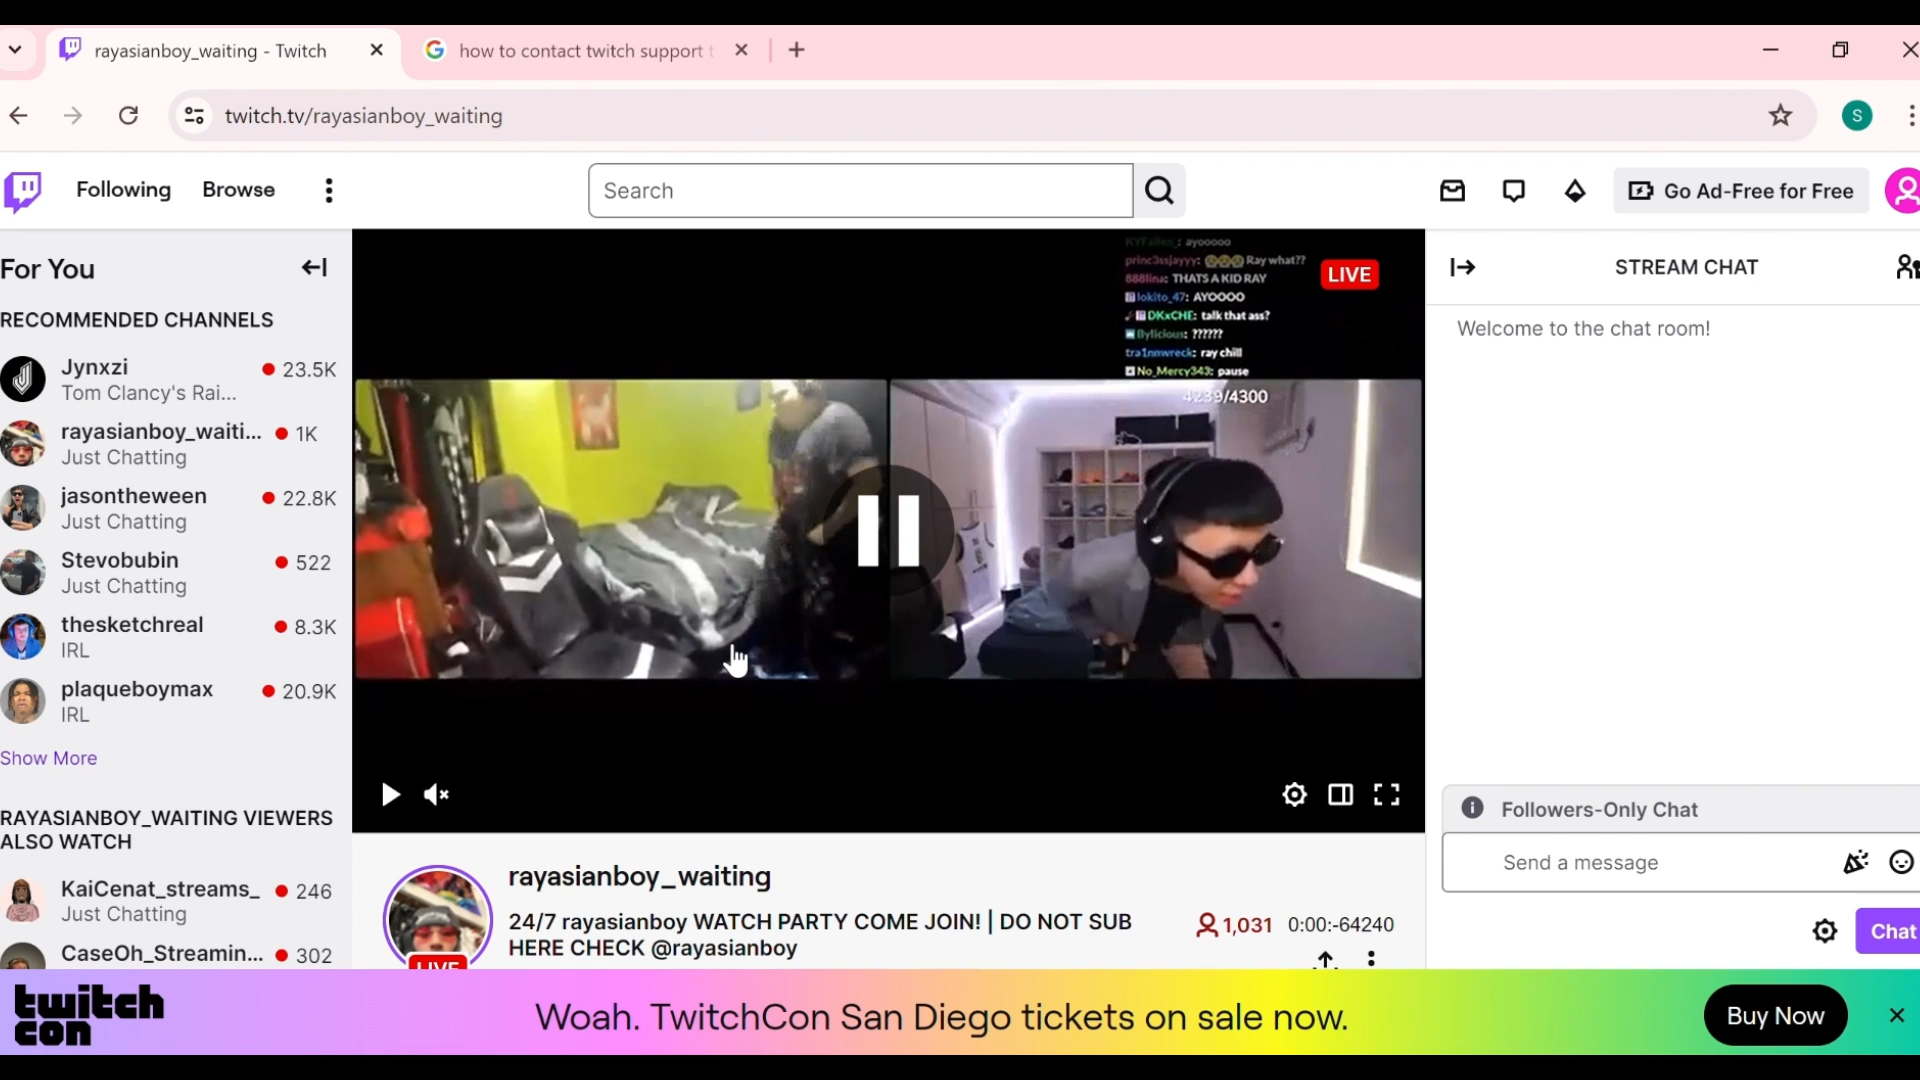 rayasianboy_waiting - Twitch
how to contact twitch support t
twitch.tv/rayasianboy_waiting
S
Following
Browse
Search
Go Ad-Free for Free
For You
RECOMMENDED CHANNELS
Jynxzi
23.5K
Tom Clancy's Rai...
rayasianboy_waiti...
1K
Just Chatting
jasontheween
22.8K
Just Chatting
Stevobubin
522
Just Chatting
thesketchreal
8.3K
IRL
plaqueboymax
20.9K
IRL
Show More
RAYASIANBOY_WAITING VIEWERS
ALSO WATCH
KaiCenat_streams_
246
Just Chatting
CaseOh_Streamin...
302
ayooooo
princ3ssjayyy: Ray what??
888lina: THATS A KID RAY
lokito_47: AYOOOO
DKxCHE: talk that ass?
Bylicious: ??????
tra1nmwreck: ray chill
No_Mercy343: pause
LIVE
4239/4300
rayasianboy_waiting
24/7 rayasianboy WATCH PARTY COME JOIN! | DO NOT SUB
HERE CHECK @rayasianboy
1,031
0:00:-64240
LIVE
STREAM CHAT
Welcome to the chat room!
Followers-Only Chat
Send a message
Chat
twitch
con
Woah. TwitchCon San Diego tickets on sale now.
Buy Now